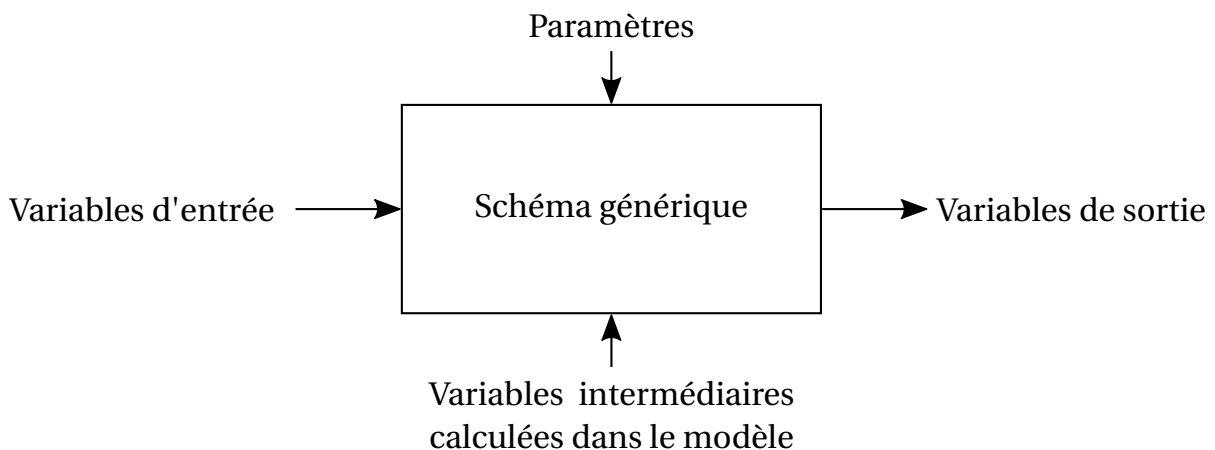 Paramètres
Variables d'entrée
Schéma générique
Variables de sortie
Variables intermédiaires
calculées dans le modèle